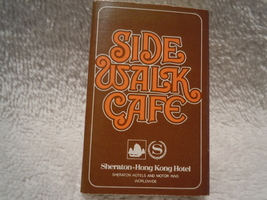 SIDE
WALK
CAFE
S
Sheraton-Hong Kong Hotel
SHERATON HOTELS AND MOTOR INNS
WORLDWIDE